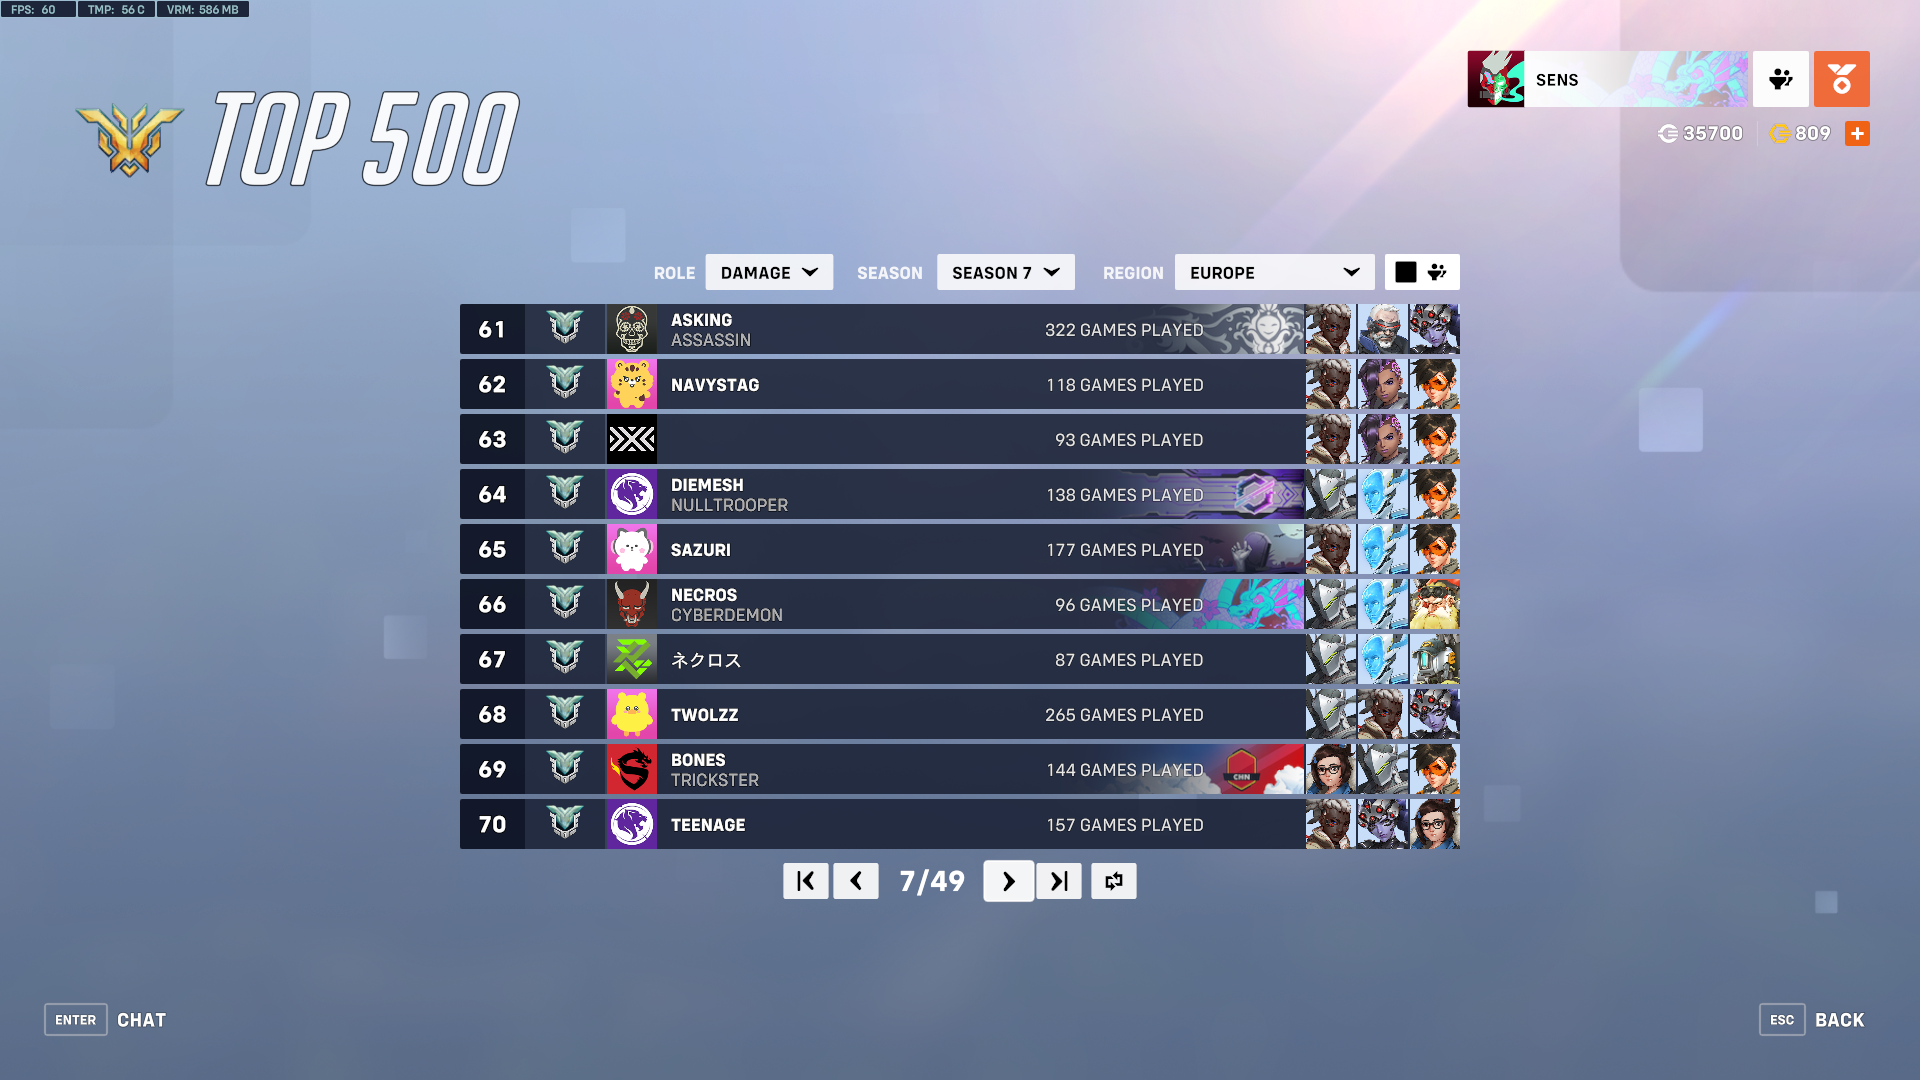 FPS: 60 TMP: 56 C VRM: 586 MB
TOP 500
SENS
35700 809
ROLE DAMAGE SEASON SEASON 7 REGION EUROPE
61 ASKING 322 GAMES PLAYED
ASSASSIN
62 NAVYSTAG 118 GAMES PLAYED
63 93 GAMES PLAYED
64 DIEMESH 138 GAMES PLAYED
NULLTROOPER
65 SAZURI 177 GAMES PLAYED
66 NECROS 96 GAMES PLAYED
CYBERDEMON
67 ネクロス 87 GAMES PLAYED
68 TWOLZZ 265 GAMES PLAYED
69 BONES 144 GAMES PLAYED CHN
TRICKSTER
70 TEENAGE 157 GAMES PLAYED
7/49
ENTER CHAT
ESC BACK